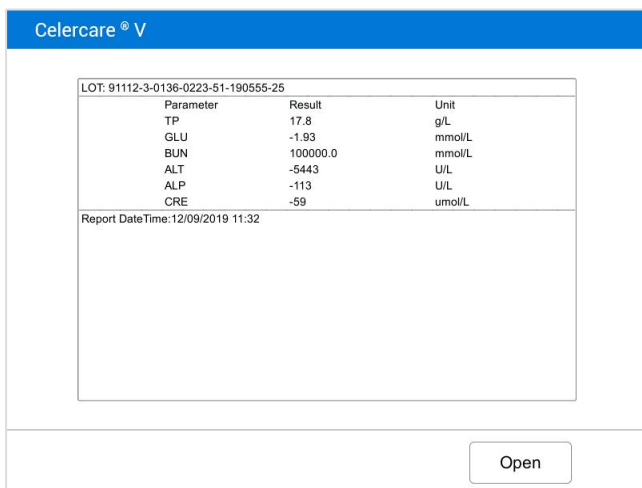 Celercare ® V
LOT: 91112-3-0136-0223-51-190555-25
Parameter Result Unit
TP 17.8 g/L
GLU -1.93 mmol/L
BUN 100000.0 mmol/L
ALT -5443 U/L
ALP -113 U/L
CRE -59 umol/L
Report DateTime:12/09/2019 11:32
Open